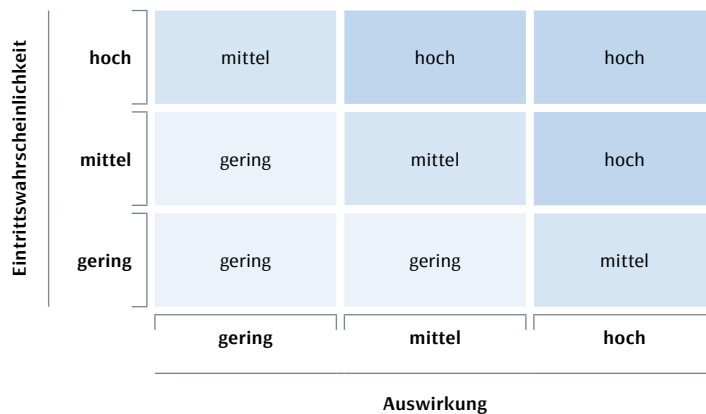 Eintrittswahrscheinlichkeit
hoch mittel hoch hoch
mittel gering mittel hoch
gering gering gering mittel
gering mittel hoch
Auswirkung